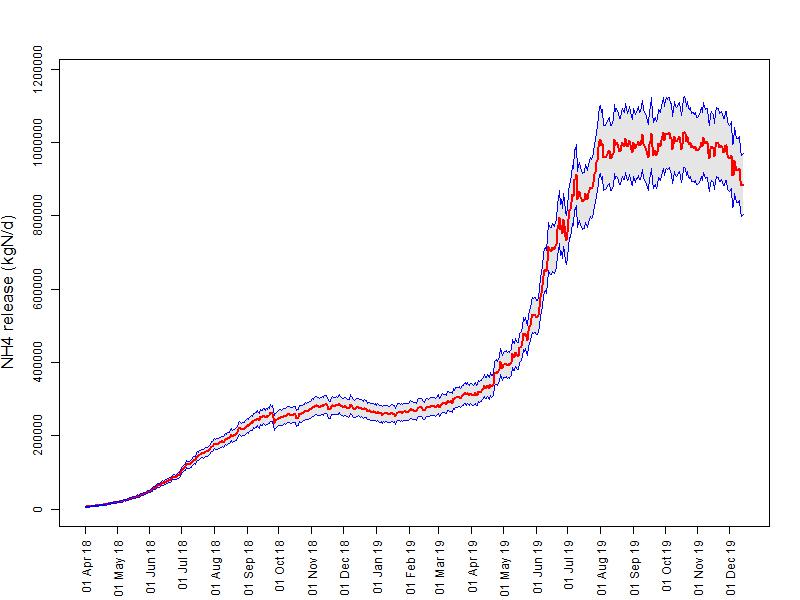 NH4 release (kgN/d)
1200000
1000000
800000
600000
400000
200000
0
01 Apr 18
01 May 18
01 Jun 18
01 Jul 18
01 Aug 18
01 Sep 18
01 Oct 18
01 Nov 18
01 Dec 18
01 Jan 19
01 Feb 19
01 Mar 19
01 Apr 19
01 May 19
01 Jun 19
01 Jul 19
01 Aug 19
01 Sep 19
01 Oct 19
01 Nov 19
01 Dec 19